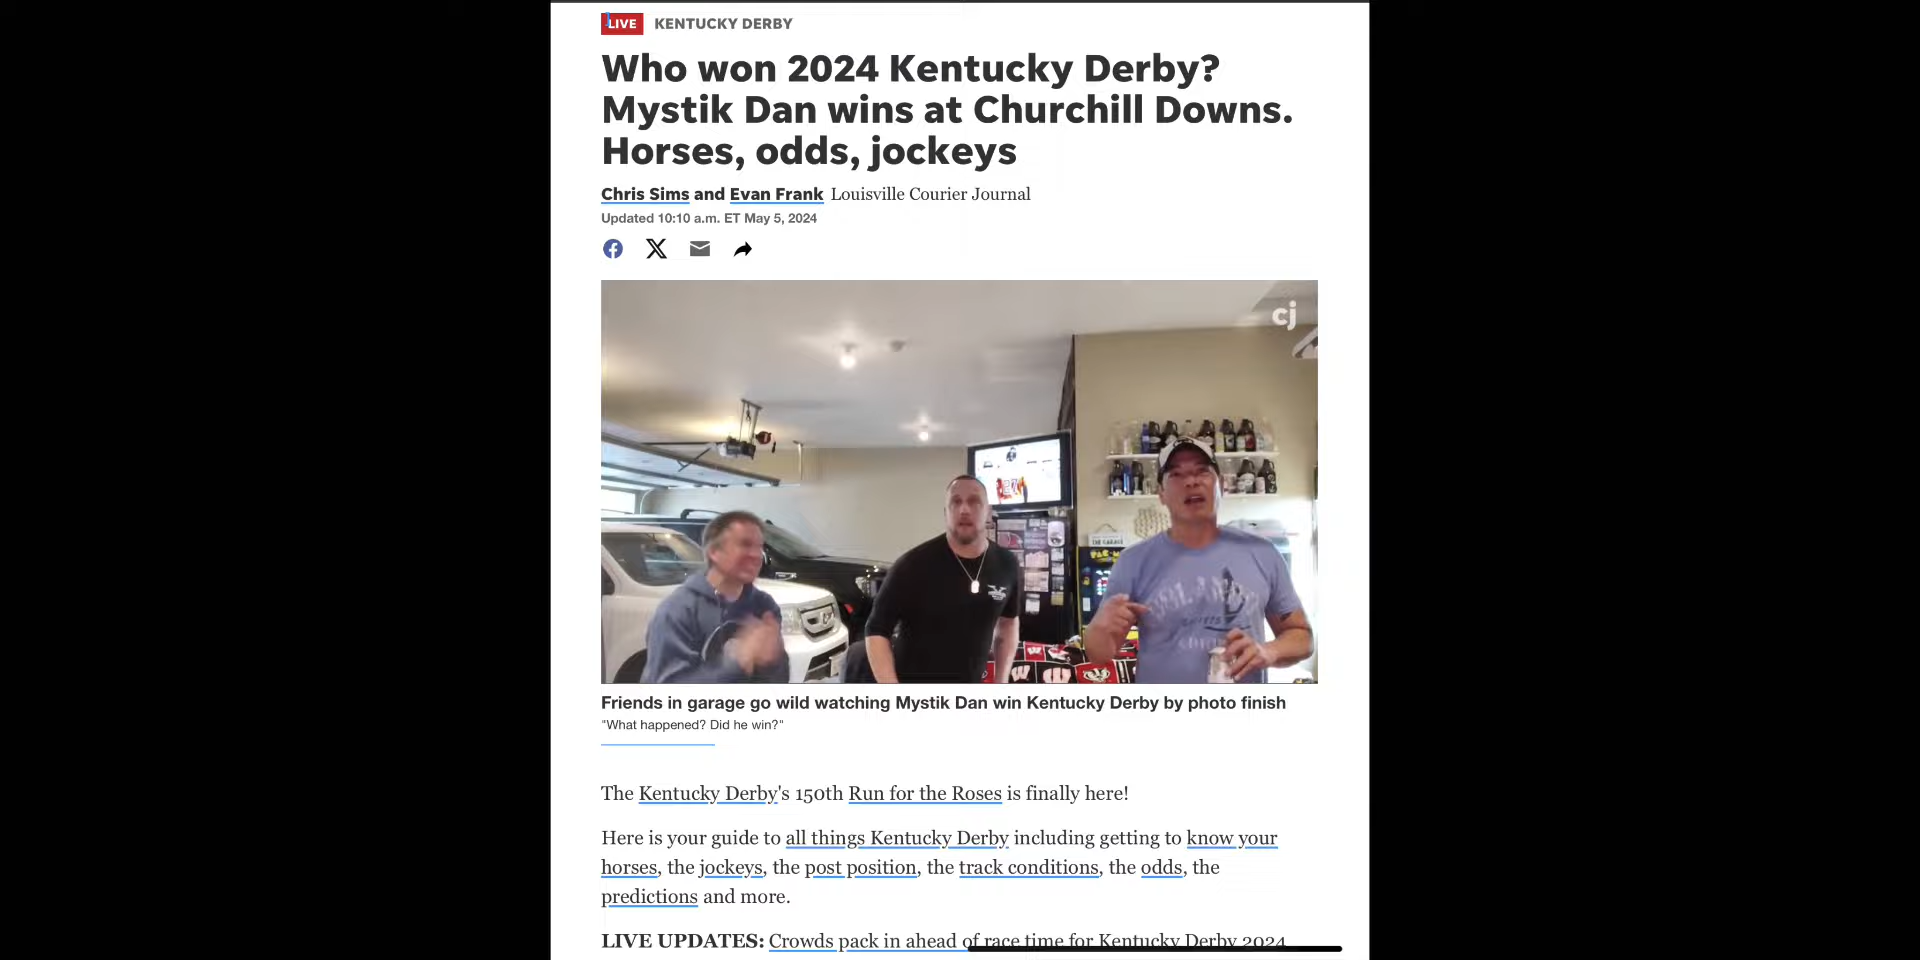 LIVE KENTUCKY DERBY
Who won 2024 Kentucky Derby?
Mystik Dan wins at Churchill Downs.
Horses, odds, jockeys
Chris Sims and Evan Frank Louisville Courier Journal
Updated 10:10 a.m. ET May 5, 2024
cj
THE GARAGE
PAC-M
Friends in garage go wild watching Mystik Dan win Kentucky Derby by photo finish
"What happened? Did he win?"
The Kentucky Derby's 150th Run for the Roses is finally here!
Here is your guide to all things Kentucky Derby including getting to know your
horses, the jockeys, the post position, the track conditions, the odds, the
predictions and more.
LIVE UPDATES: Crowds pack in ahead of race time for Kentucky Derby 2024